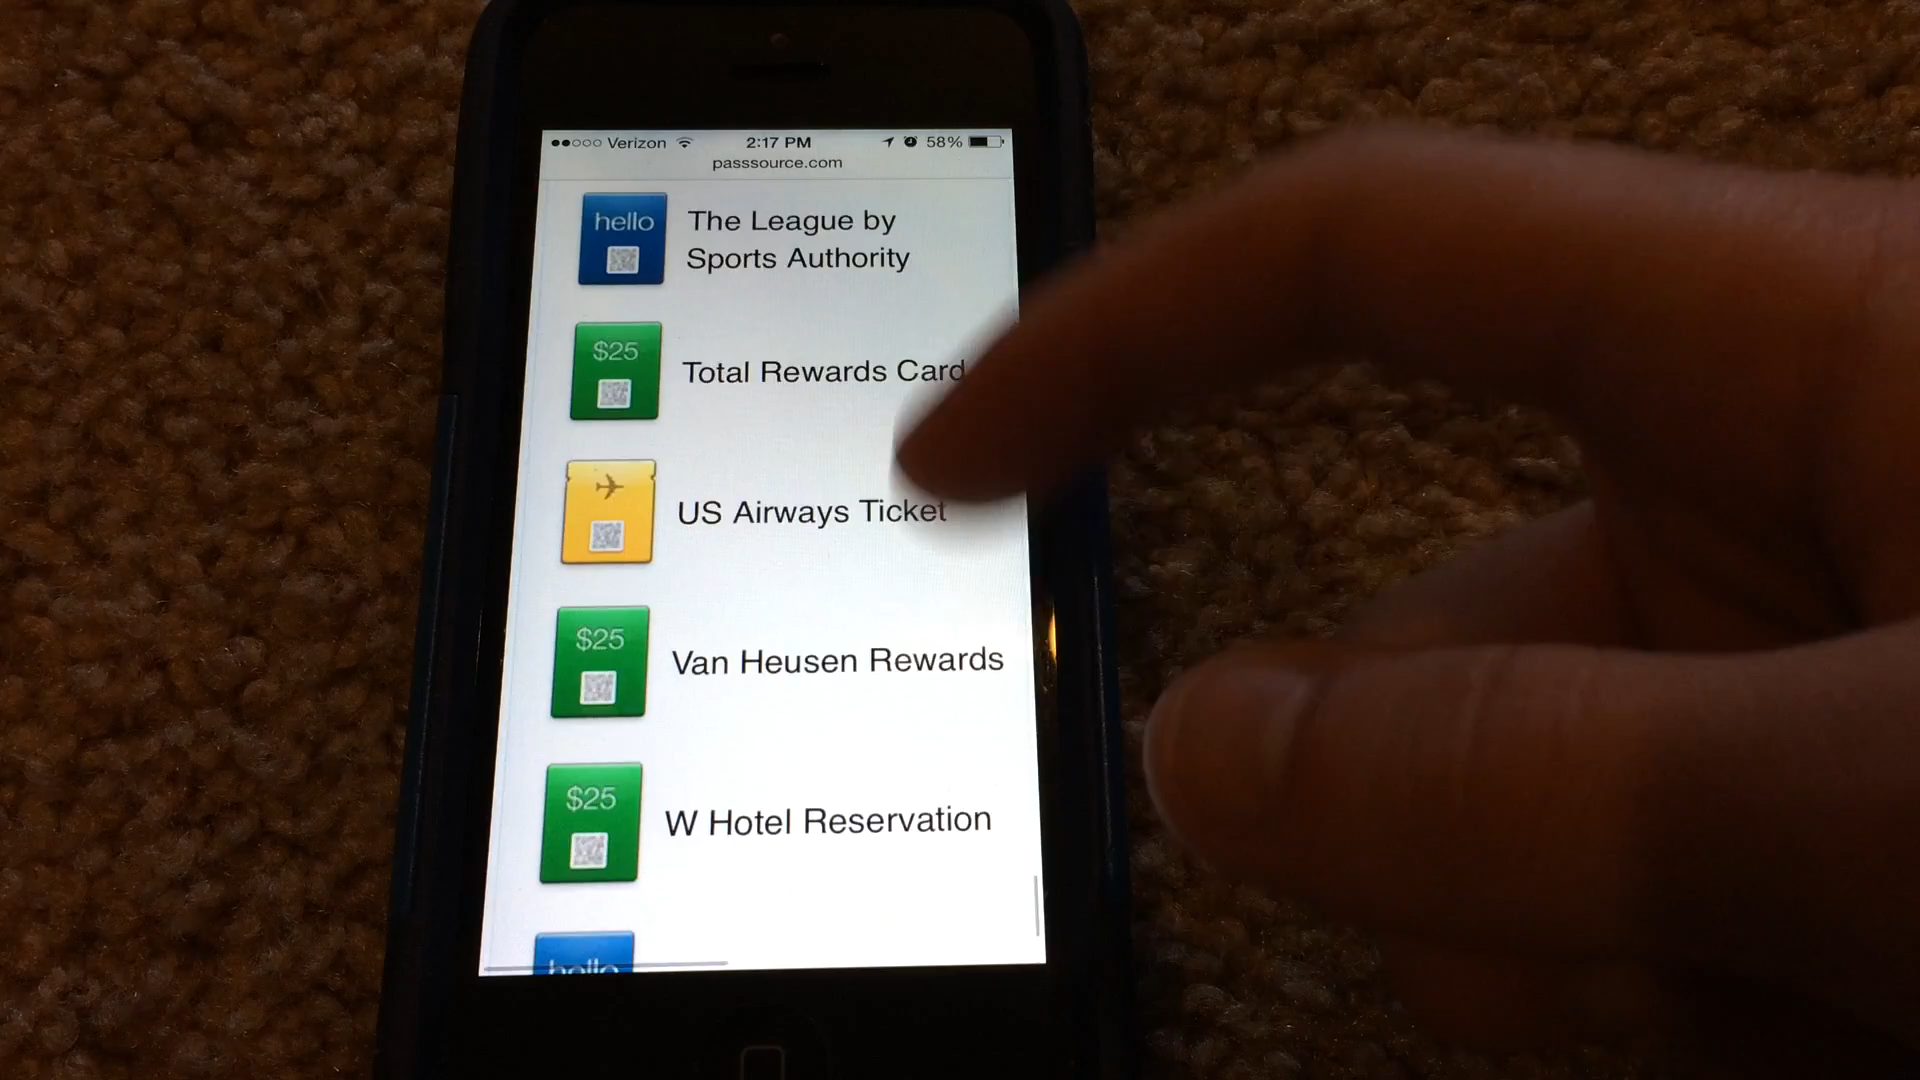 Verizon 2:17 PM 58%
passsource.com
hello
The League by
Sports Authority
$25
Total Rewards Card
US Airways Ticket
$25
Van Heusen Rewards
$25
W Hotel Reservation
hello